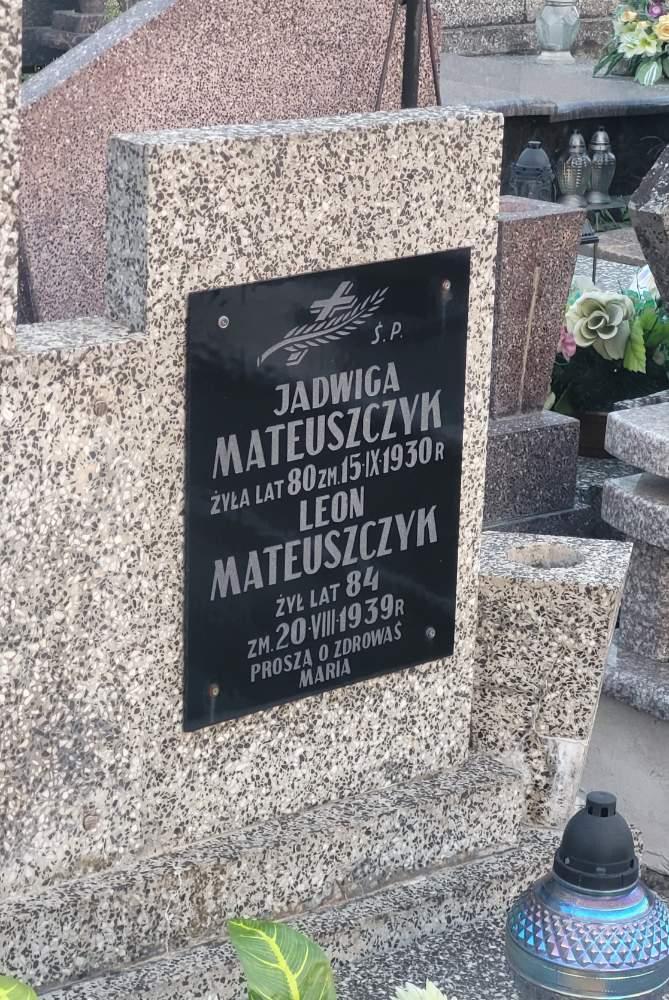 Ś.P.
JADWIGA
MATEUSZCZYK
ŻYŁA LAT 80 ZM. 15·IX·1930 R
LEON
MATEUSZCZYK
ŻYŁ LAT 84
ZM. 20·VIII·1939 R
PROSZĄ O ZDROWAŚ
MARIA